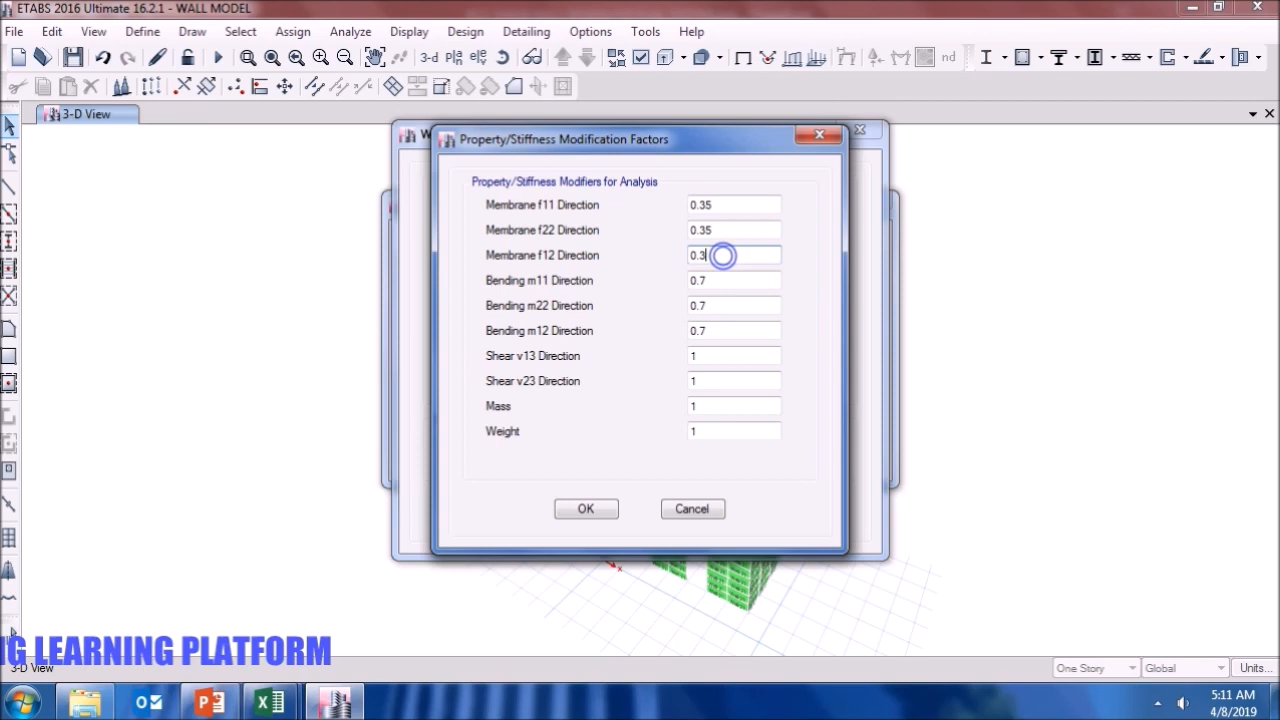 ETABS 2016 Ultimate 16.2.1 - WALL MODEL
File Edit View Define Draw Select Assign Analyze Display Design Detailing Options Tools Help
3-d nd
3-D View
W
Property/Stiffness Modification Factors
Property/Stiffness Modifiers for Analysis
Membrane f11 Direction 0.35
Membrane f22 Direction 0.35
Membrane f12 Direction 0.3
Bending m11 Direction 0.7
Bending m22 Direction 0.7
Bending m12 Direction 0.7
Shear v13 Direction 1
Shear v23 Direction 1
Mass 1
Weight 1
OK Cancel
x
G LEARNING PLATFORM
3-D View One Story Global Units...
5:11 AM
4/8/2019